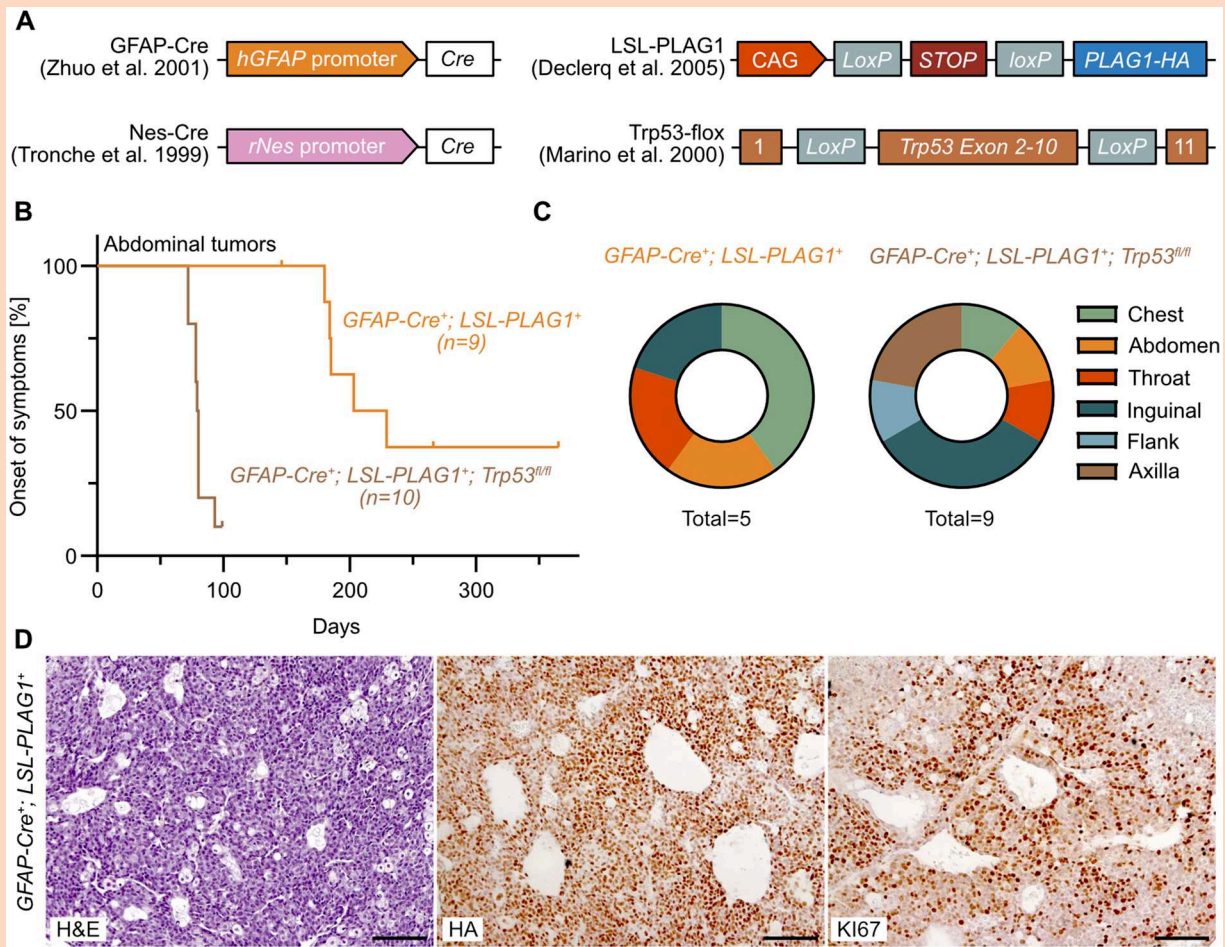 A
GFAP-Cre
(Zhuo et al. 2001)
hGFAP promoter
Cre
LSL-PLAG1
(Declerq et al. 2005)
CAG
LoxP
STOP
loxP
PLAG1-HA
Nes-Cre
(Tronche et al. 1999)
rNes promoter
Cre
Trp53-flox
(Marino et al. 2000)
1
LoxP
Trp53 Exon 2-10
LoxP
11
B
Abdominal tumors
Onset of symptoms [%]
100
50
0
0
100
200
300
Days
GFAP-Cre⁺; LSL-PLAG1⁺
(n=9)
GFAP-Cre⁺; LSL-PLAG1⁺; Trp53ᶠˡ/ᶠˡ
(n=10)
C
GFAP-Cre⁺; LSL-PLAG1⁺
Total=5
GFAP-Cre⁺; LSL-PLAG1⁺; Trp53ᶠˡ/ᶠˡ
Total=9
Chest
Abdomen
Throat
Inguinal
Flank
Axilla
D
GFAP-Cre⁺; LSL-PLAG1⁺
H&E
HA
KI67